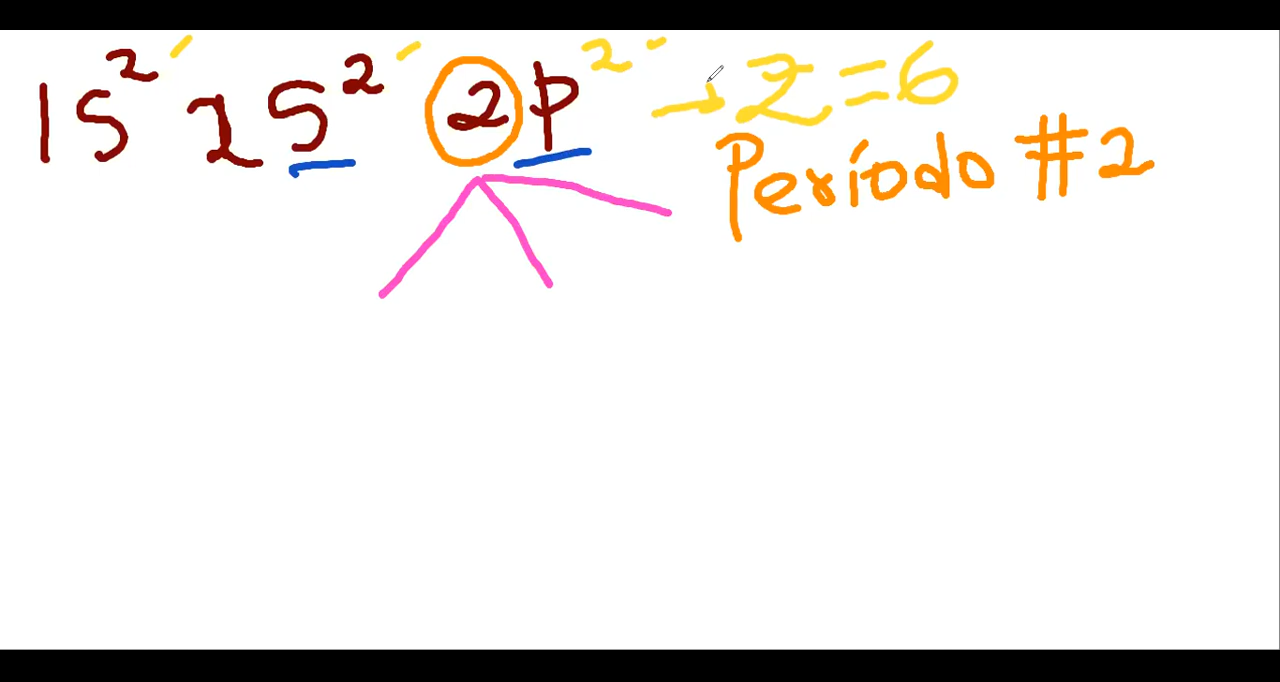 1S² 2S² 2P² → Z = 6
Período #2